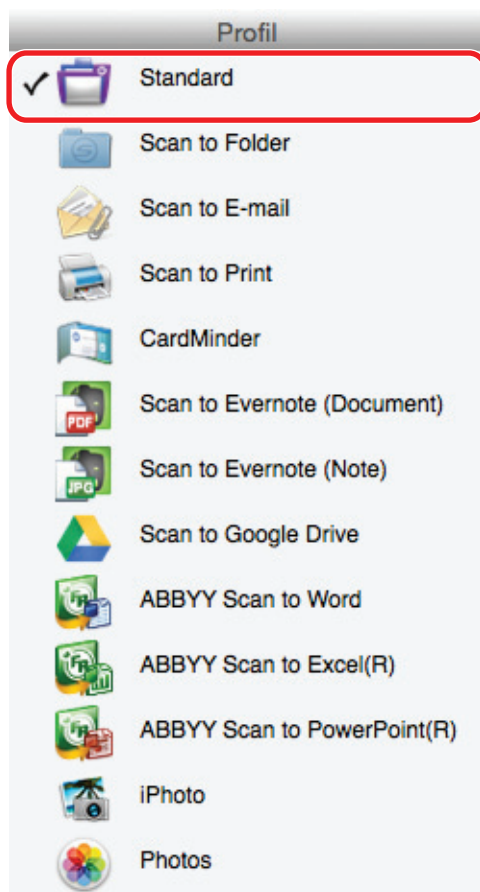 Profil
Standard
Scan to Folder
Scan to E-mail
Scan to Print
CardMinder
PDF
Scan to Evernote (Document)
JPG
Scan to Evernote (Note)
Scan to Google Drive
ABBYY Scan to Word
ABBYY Scan to Excel(R)
ABBYY Scan to PowerPoint(R)
iPhoto
Photos